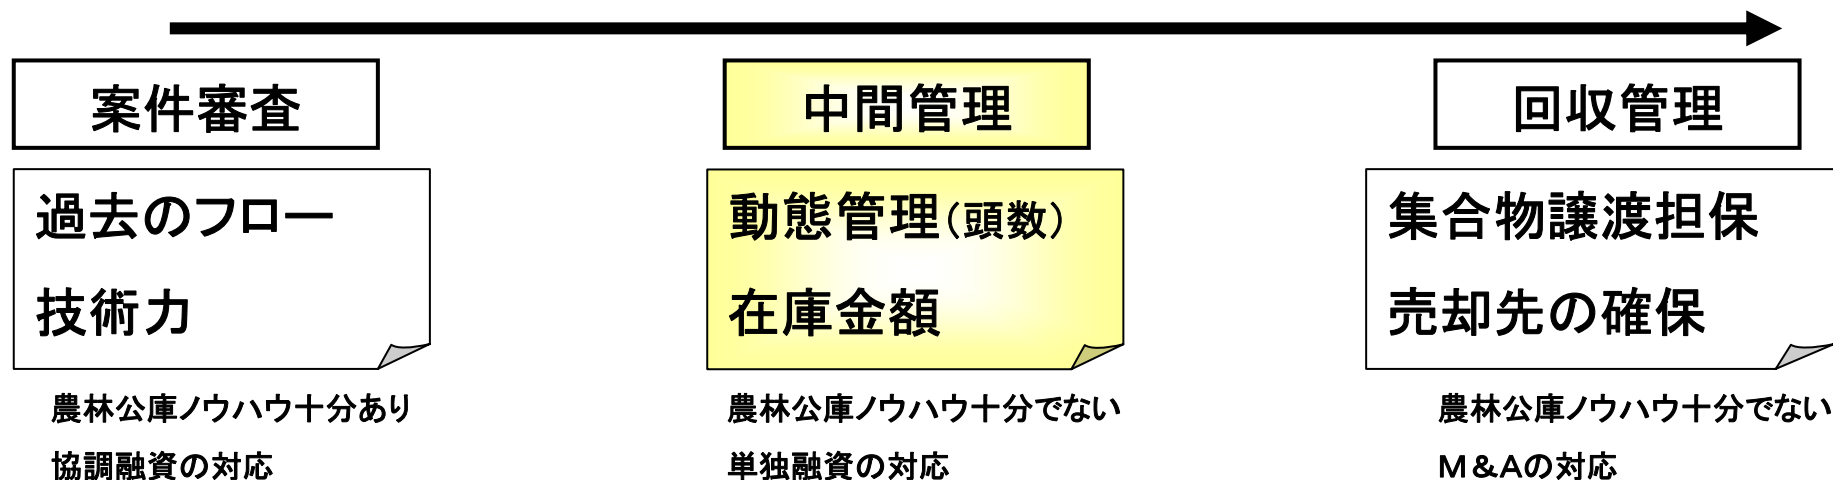 案件審査
過去のフロー
技術力
農林公庫ノウハウ十分あり
協調融資の対応
中間管理
動態管理（頭数）
在庫金額
農林公庫ノウハウ十分でない
単独融資の対応
回収管理
集合物譲渡担保
売却先の確保
農林公庫ノウハウ十分でない
Ｍ＆Ａの対応